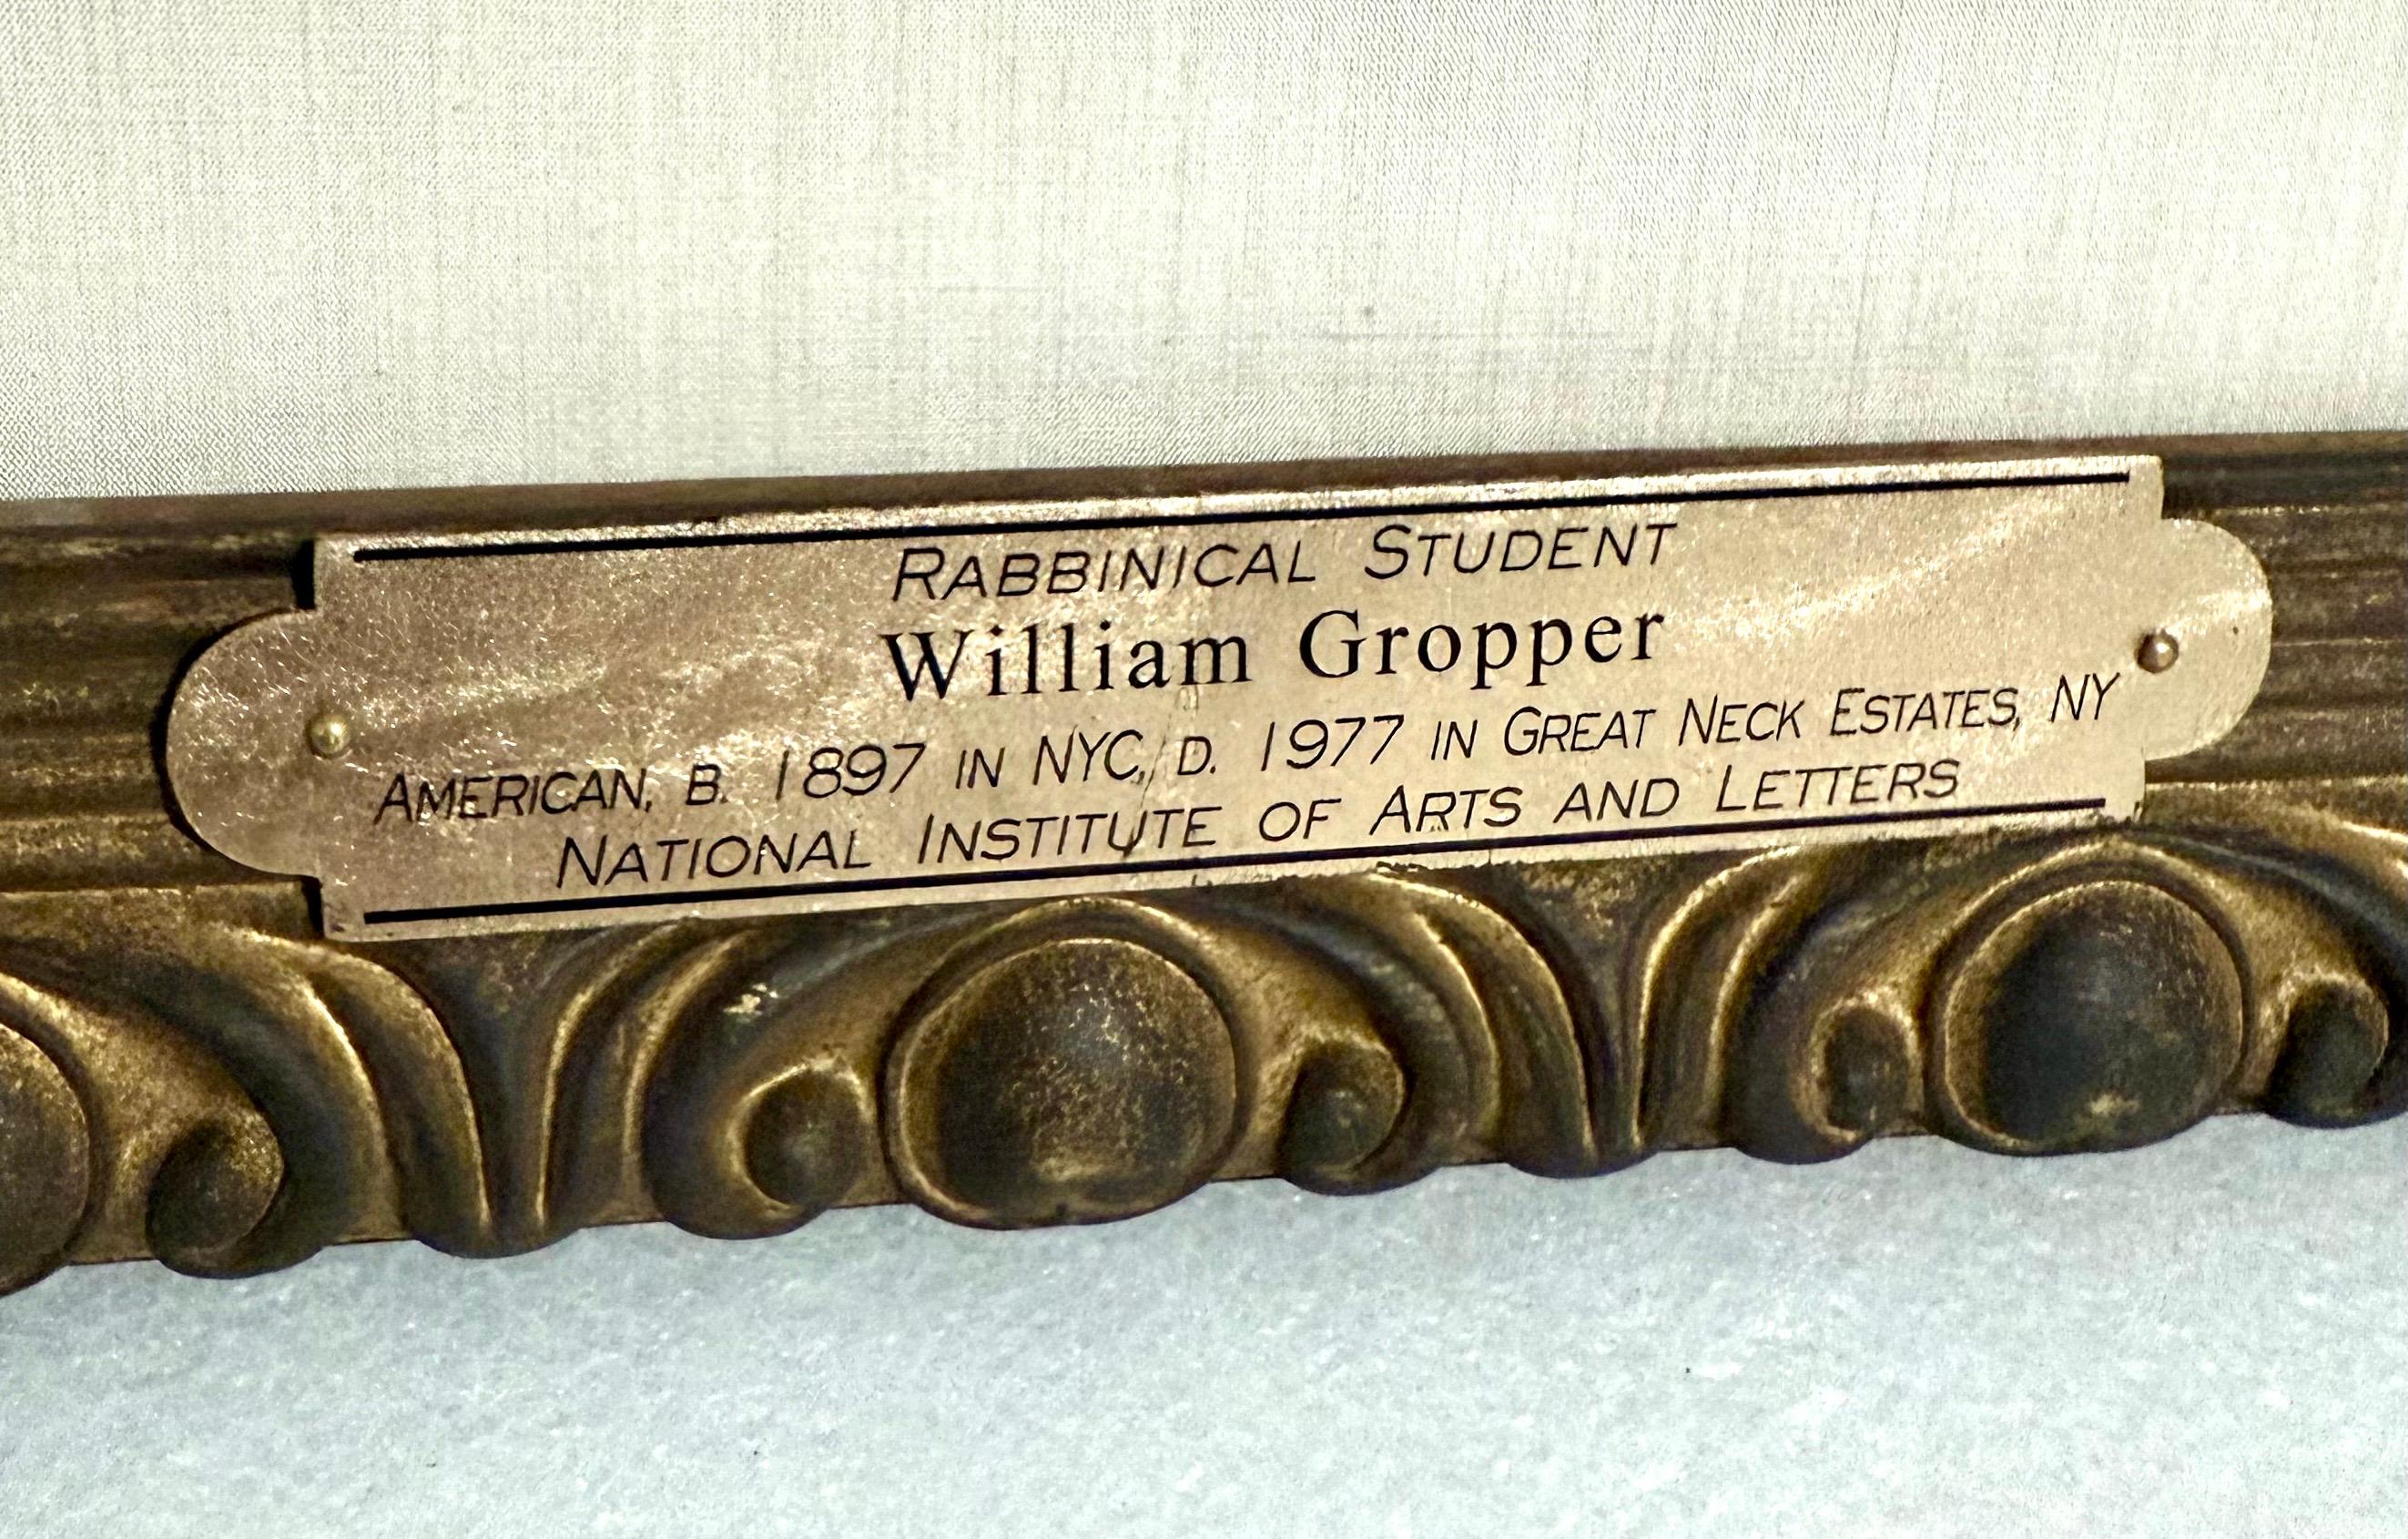 RABBINICAL STUDENT
William Gropper
AMERICAN, B. 1897 IN NYC, D. 1977 IN GREAT NECK ESTATES, NY
NATIONAL INSTITUTE OF ARTS AND LETTERS